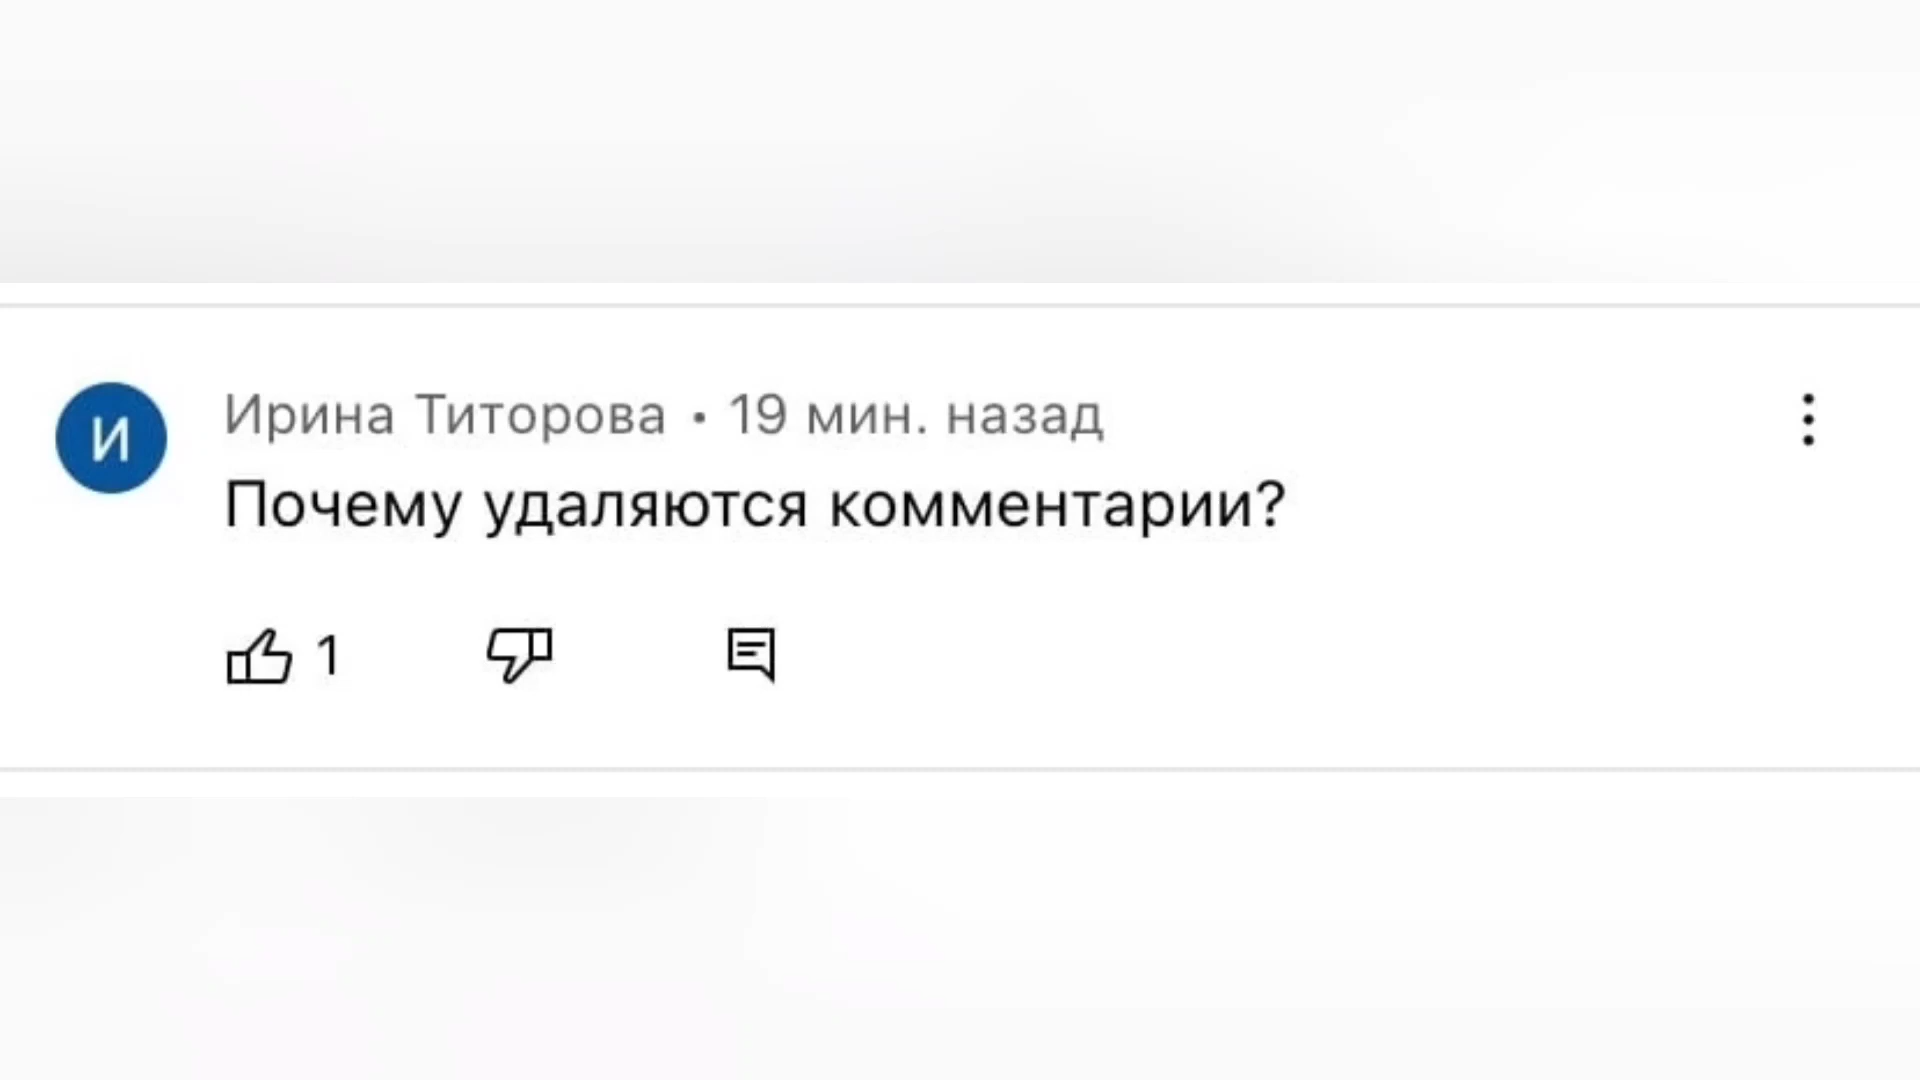 И
Ирина Титорова • 19 мин. назад
Почему удаляются комментарии?
1